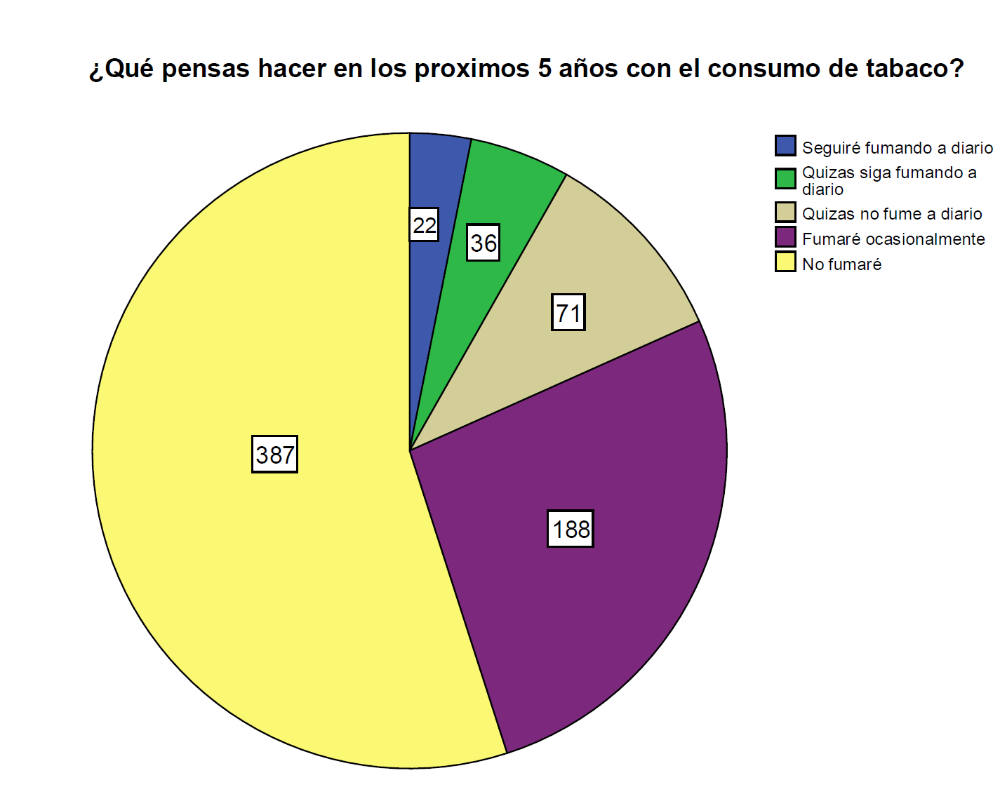 ¿Qué pensas hacer en los proximos 5 años con el consumo de tabaco?
Seguiré fumando a diario
Quizas siga fumando a
diario
Quizas no fume a diario
Fumaré ocasionalmente
No fumaré
22
36
71
387
188